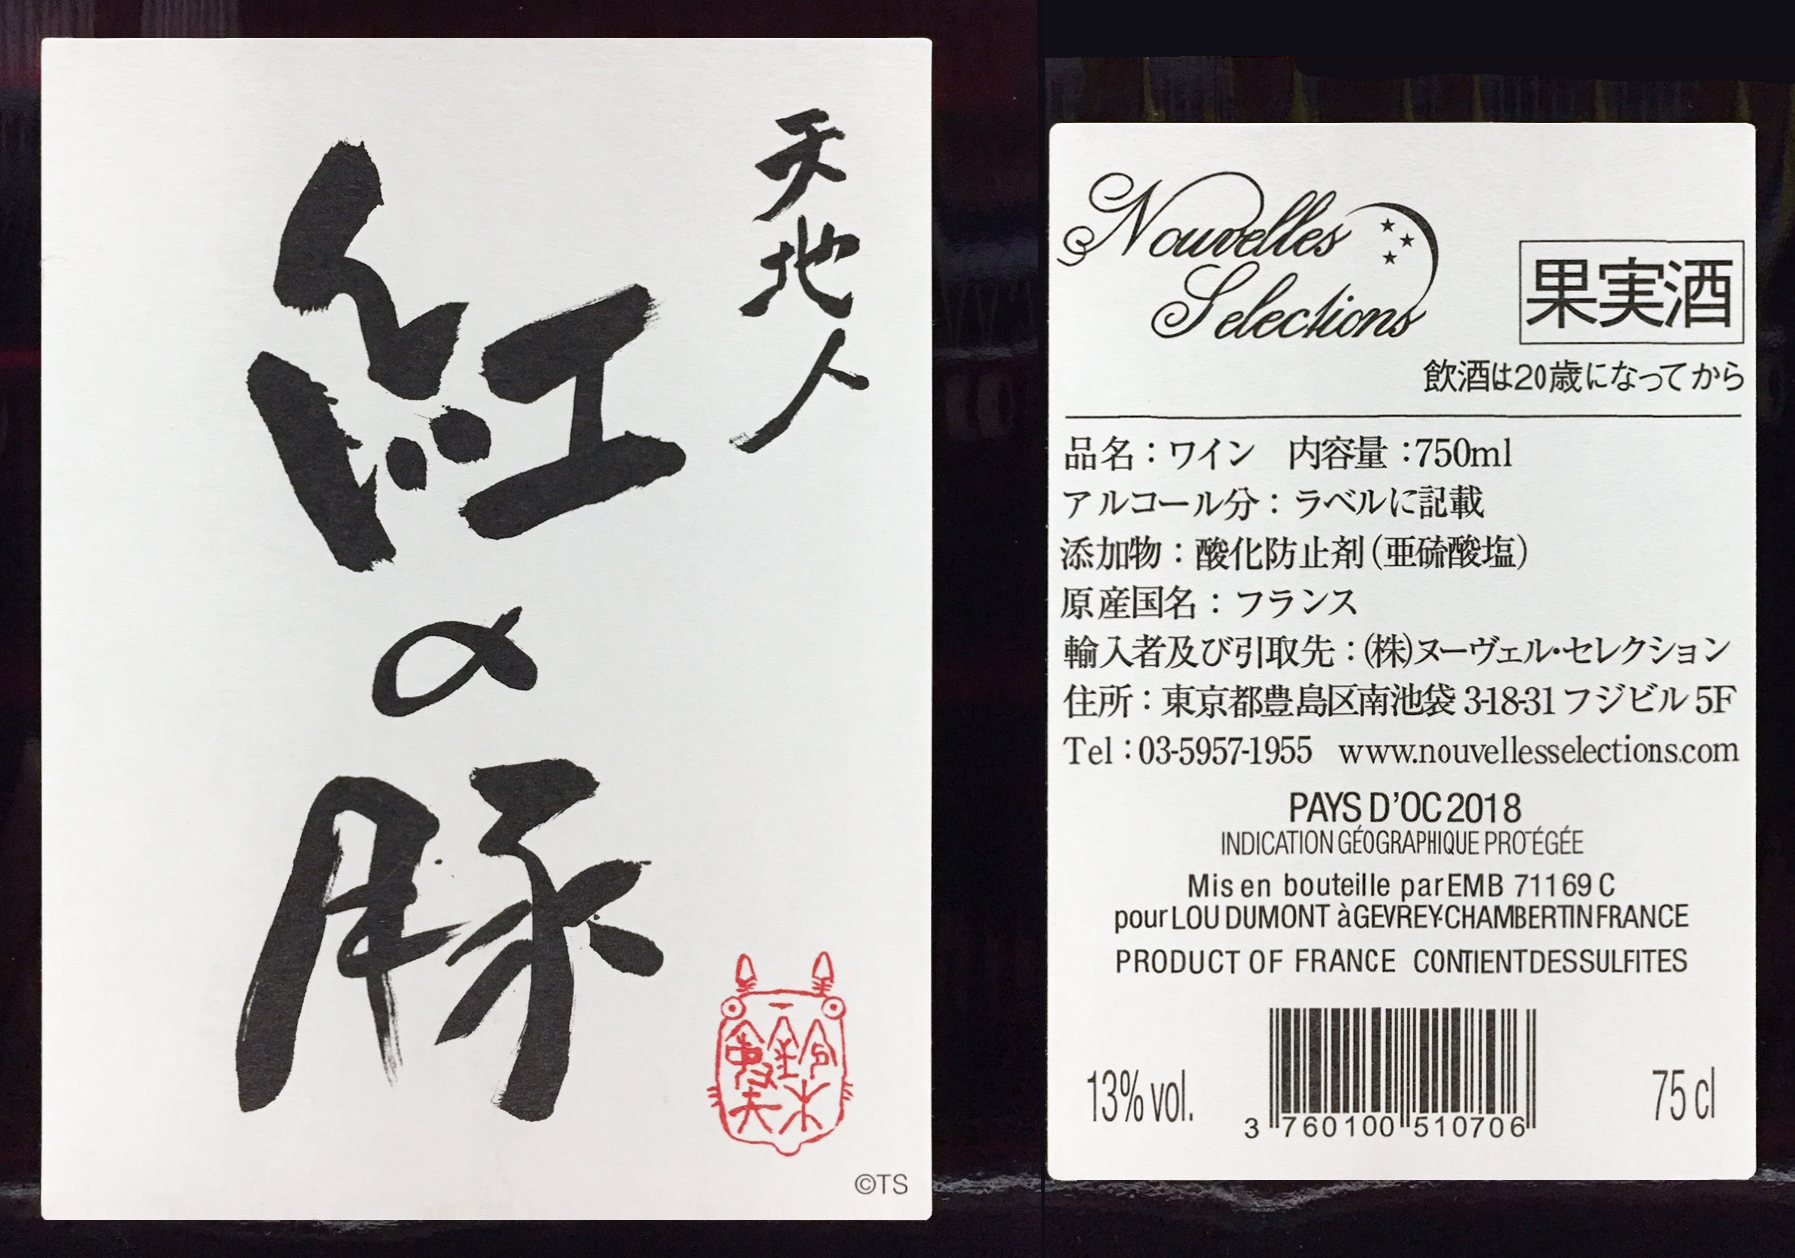 天地人
紅の豚
鈴木敏夫
©TS
Nouvelles
Selections
果実酒
飲酒は20歳になってから
品名：ワイン　内容量：750ml
アルコール分：ラベルに記載
添加物：酸化防止剤(亜硫酸塩)
原産国名：フランス
輸入者及び引取先：(株)ヌーヴェル・セレクション
住所：東京都豊島区南池袋 3-18-31 フジビル 5F
Tel：03-5957-1955 www.nouvellesselections.com
PAYS D'OC 2018
INDICATION GÉOGRAPHIQUE PROTÉGÉE
Mis en bouteille par EMB 71169 C
pour LOU DUMONT à GEVREY-CHAMBERTIN FRANCE
PRODUCT OF FRANCE CONTIENT DES SULFITES
13% vol.
3 760100 510706
75 cl